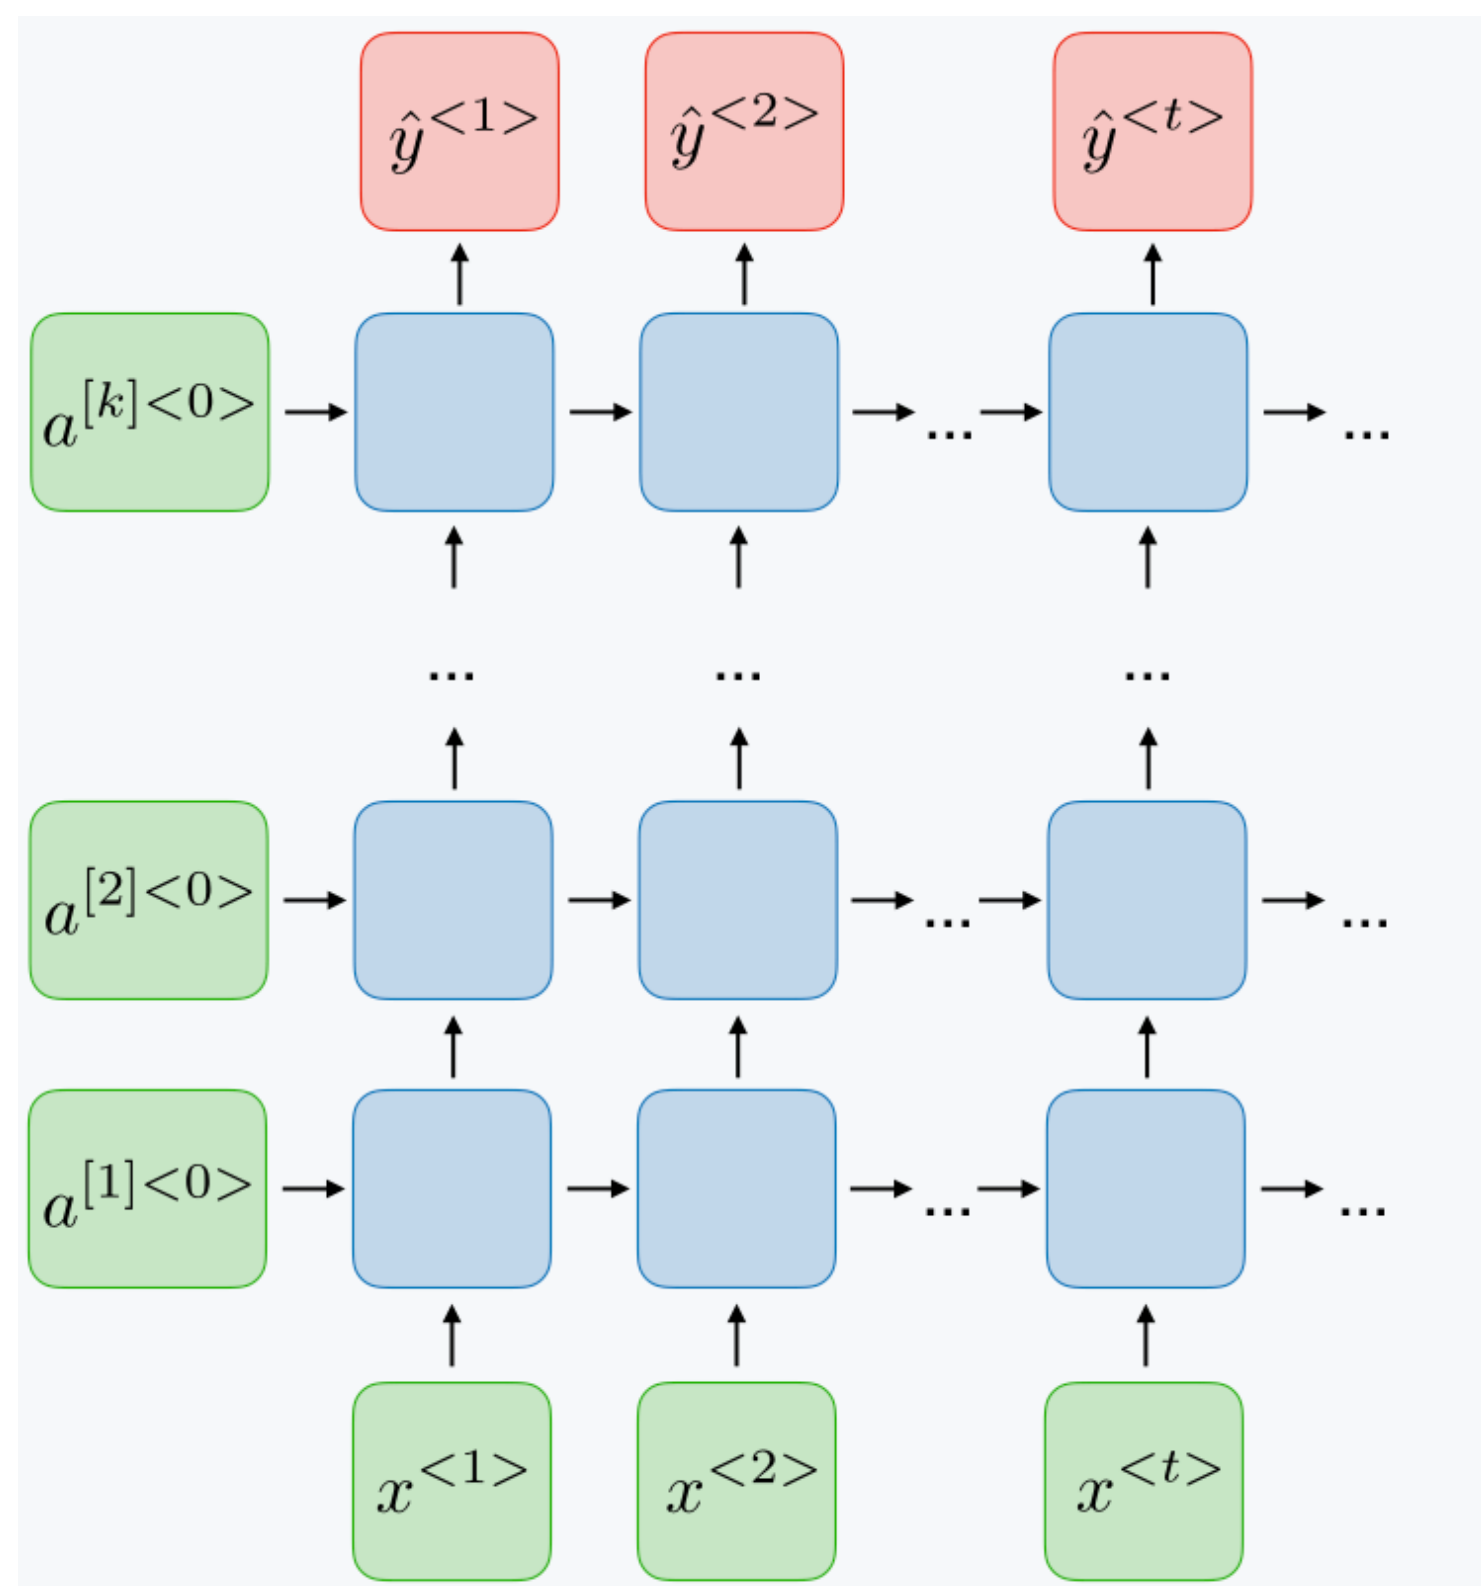 ŷ<1> ŷ<2> ŷ<t>
a[k]<0> ... ...
... ... ...
a[2]<0> ... ...
a[1]<0> ... ...
x<1> x<2> x<t>